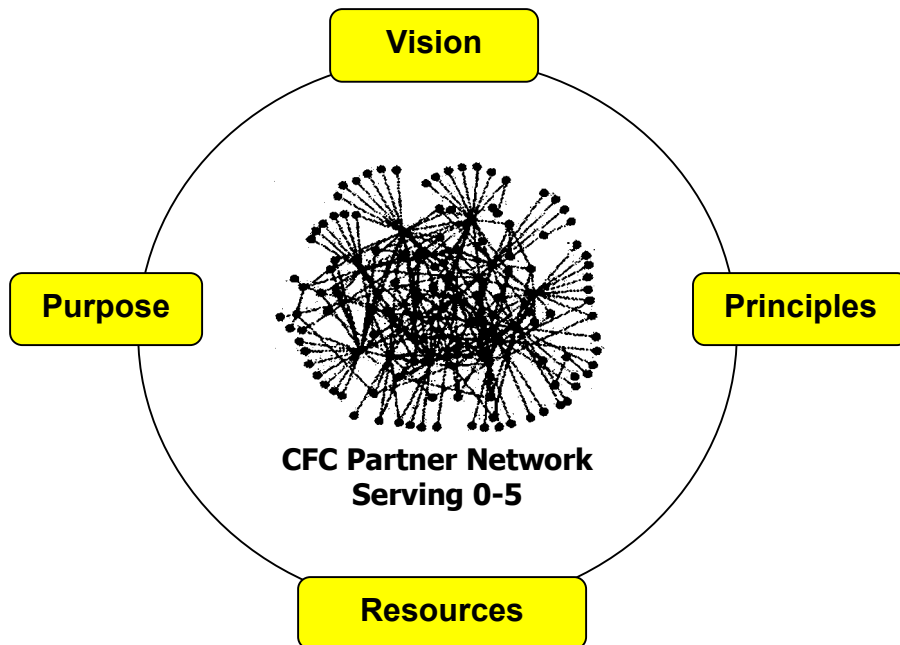 Vision
Purpose
Principles
CFC Partner Network
Serving 0-5
Resources